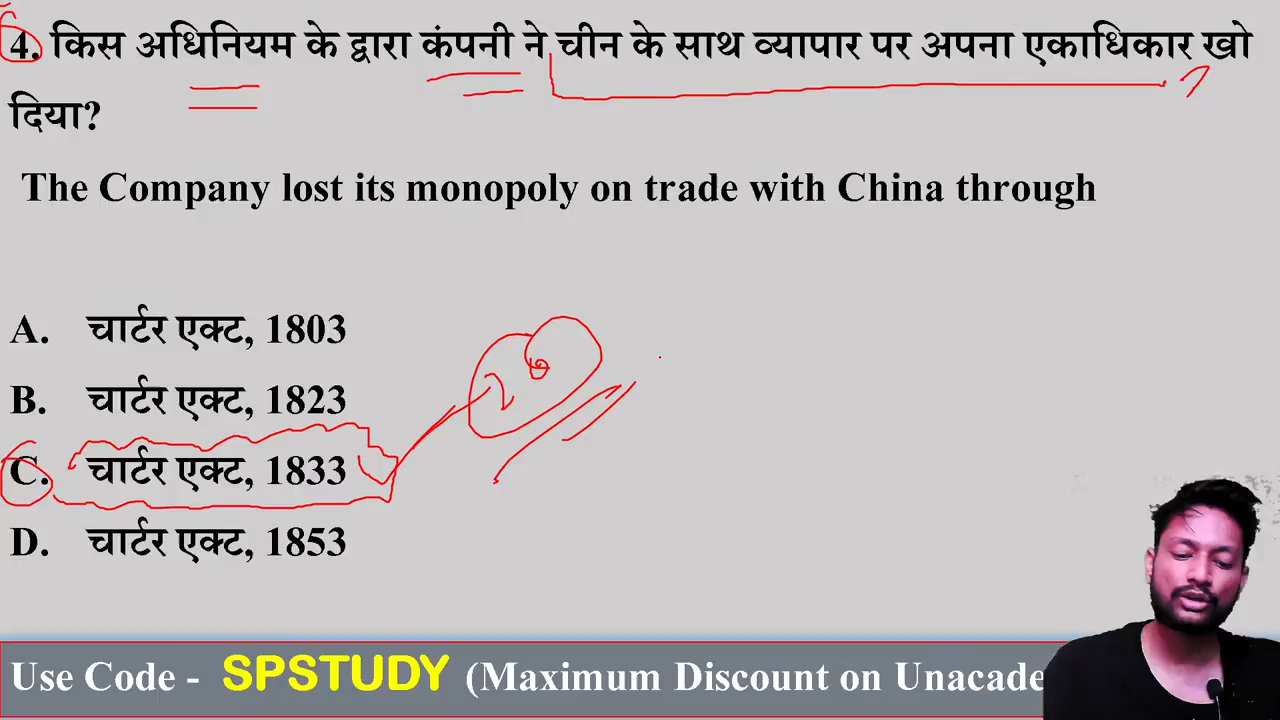 4. किस अधिनियम के द्वारा कंपनी ने चीन के साथ व्यापार पर अपना एकाधिकार खो
दिया?
The Company lost its monopoly on trade with China through
A. चार्टर एक्ट, 1803
B. चार्टर एक्ट, 1823
C. चार्टर एक्ट, 1833
D. चार्टर एक्ट, 1853
Use Code - SPSTUDY (Maximum Discount on Unacade